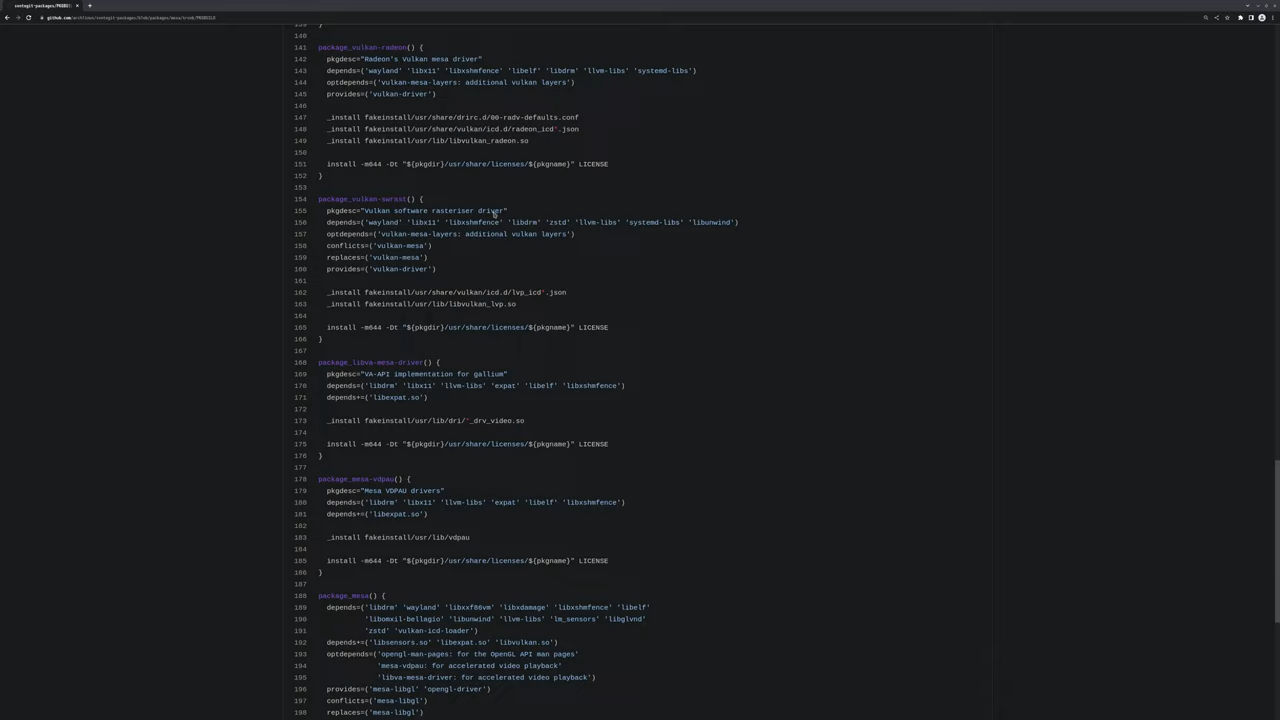 svntogit-packages/PKGBUIL
github.com/archlinux/svntogit-packages/blob/packages/mesa/trunk/PKGBUILD
139 }
140
141 package_vulkan-radeon() {
142 pkgdesc="Radeon's Vulkan mesa driver"
143 depends=('wayland' 'libx11' 'libxshmfence' 'libelf' 'libdrm' 'llvm-libs' 'systemd-libs')
144 optdepends=('vulkan-mesa-layers: additional vulkan layers')
145 provides=('vulkan-driver')
146
147 _install fakeinstall/usr/share/drirc.d/00-radv-defaults.conf
148 _install fakeinstall/usr/share/vulkan/icd.d/radeon_icd*.json
149 _install fakeinstall/usr/lib/libvulkan_radeon.so
150
151 install -m644 -Dt "${pkgdir}/usr/share/licenses/${pkgname}" LICENSE
152 }
153
154 package_vulkan-swrast() {
155 pkgdesc="Vulkan software rasteriser driver"
156 depends=('wayland' 'libx11' 'libxshmfence' 'libdrm' 'zstd' 'llvm-libs' 'systemd-libs' 'libunwind')
157 optdepends=('vulkan-mesa-layers: additional vulkan layers')
158 conflicts=('vulkan-mesa')
159 replaces=('vulkan-mesa')
160 provides=('vulkan-driver')
161
162 _install fakeinstall/usr/share/vulkan/icd.d/lvp_icd*.json
163 _install fakeinstall/usr/lib/libvulkan_lvp.so
164
165 install -m644 -Dt "${pkgdir}/usr/share/licenses/${pkgname}" LICENSE
166 }
167
168 package_libva-mesa-driver() {
169 pkgdesc="VA-API implementation for gallium"
170 depends=('libdrm' 'libx11' 'llvm-libs' 'expat' 'libelf' 'libxshmfence')
171 depends+=('libexpat.so')
172
173 _install fakeinstall/usr/lib/dri/*_drv_video.so
174
175 install -m644 -Dt "${pkgdir}/usr/share/licenses/${pkgname}" LICENSE
176 }
177
178 package_mesa-vdpau() {
179 pkgdesc="Mesa VDPAU drivers"
180 depends=('libdrm' 'libx11' 'llvm-libs' 'expat' 'libelf' 'libxshmfence')
181 depends+=('libexpat.so')
182
183 _install fakeinstall/usr/lib/vdpau
184
185 install -m644 -Dt "${pkgdir}/usr/share/licenses/${pkgname}" LICENSE
186 }
187
188 package_mesa() {
189 depends=('libdrm' 'wayland' 'libxxf86vm' 'libxdamage' 'libxshmfence' 'libelf'
190 'libomxil-bellagio' 'libunwind' 'llvm-libs' 'lm_sensors' 'libglvnd'
191 'zstd' 'vulkan-icd-loader')
192 depends+=('libsensors.so' 'libexpat.so' 'libvulkan.so')
193 optdepends=('opengl-man-pages: for the OpenGL API man pages'
194 'mesa-vdpau: for accelerated video playback'
195 'libva-mesa-driver: for accelerated video playback')
196 provides=('mesa-libgl' 'opengl-driver')
197 conflicts=('mesa-libgl')
198 replaces=('mesa-libgl')